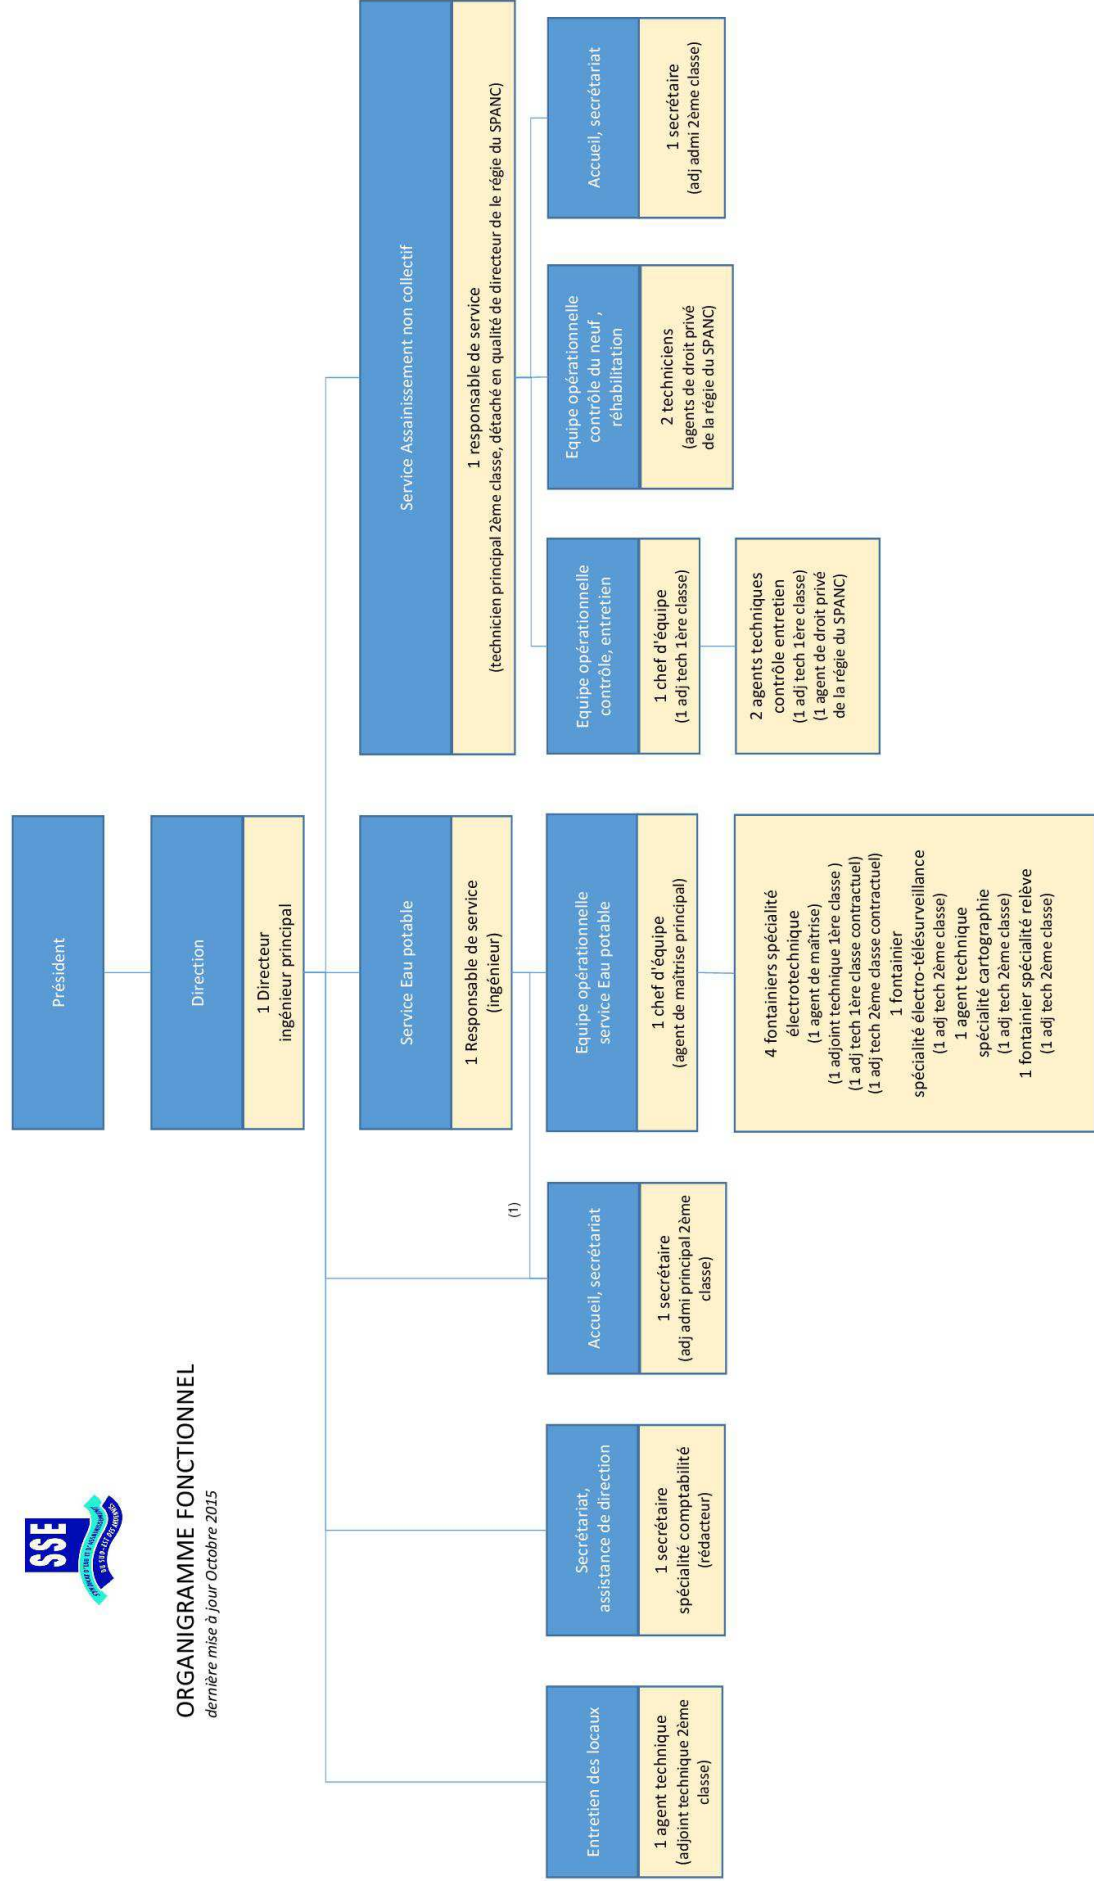 SSE
ORGANIGRAMME FONCTIONNEL
dernière mise à jour Octobre 2015
Président
Direction
1 Directeur
ingénieur principal
Service Eau potable
1 Responsable de service
(ingénieur)
Service Assainissement non collectif
1 responsable de service
(technicien principal 2ème classe, détaché en qualité de directeur de le régie du SPANC)
(1)
Entretien des locaux
1 agent technique
(adjoint technique 2ème
classe)
Secrétariat,
assistance de direction
1 secrétaire
spécialité comptabilité
(rédacteur)
Accueil, secrétariat
1 secrétaire
(adj admi principal 2ème
classe)
Equipe opérationnelle
service Eau potable
1 chef d'équipe
(agent de maîtrise principal)
4 fontainiers spécialité
électrotechnique
(1 agent de maîtrise)
(1 adjoint technique 1ère classe )
(1 adj tech 1ère classe contractuel)
(1 adj tech 2ème classe contractuel)
1 fontainier
spécialité électro-télésurveillance
(1 adj tech 2ème classe)
1 agent technique
spécialité cartographie
(1 adj tech 2ème classe)
1 fontainier spécialité relève
(1 adj tech 2ème classe)
Equipe opérationnelle
contrôle, entretien
1 chef d'équipe
(1 adj tech 1ère classe)
2 agents techniques
contrôle entretien
(1 adj tech 1ère classe)
(1 agent de droit privé
de la régie du SPANC)
Equipe opérationnelle
contrôle du neuf ,
réhabilitation
2 techniciens
(agents de droit privé
de la régie du SPANC)
Accueil, secrétariat
1 secrétaire
(adj admi 2ème classe)